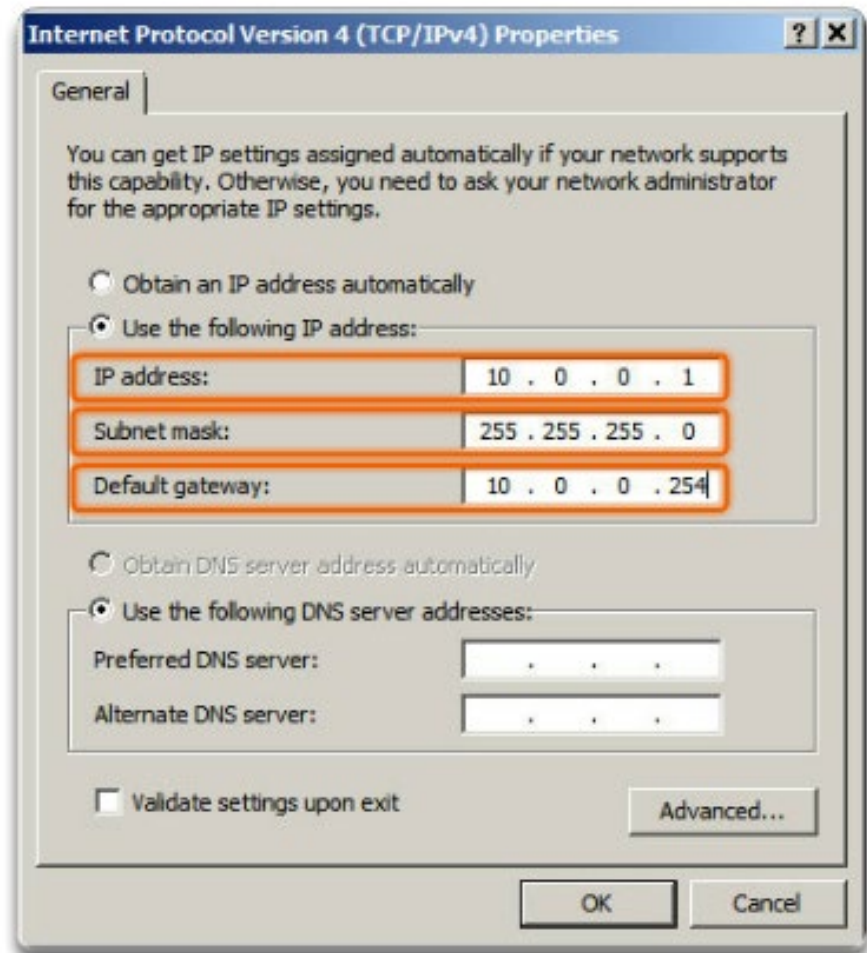 Internet Protocol Version 4 (TCP/IPv4) Properties
General
You can get IP settings assigned automatically if your network supports
this capability. Otherwise, you need to ask your network administrator
for the appropriate IP settings.
Obtain an IP address automatically
Use the following IP address:
IP address: 10 . 0 . 0 . 1
Subnet mask: 255 . 255 . 255 . 0
Default gateway: 10 . 0 . 0 . 254
Obtain DNS server address automatically
Use the following DNS server addresses:
Preferred DNS server: . . .
Alternate DNS server: . . .
Validate settings upon exit
Advanced...
OK Cancel